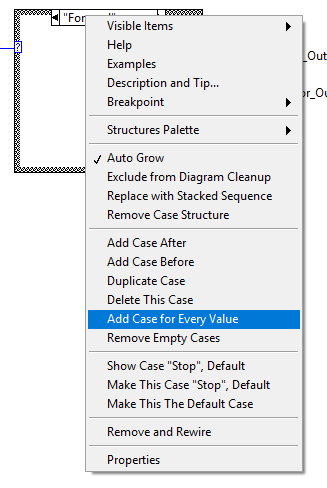 Visible Items
Help
Examples
Description and Tip...
Breakpoint
Structures Palette
Auto Grow
Exclude from Diagram Cleanup
Replace with Stacked Sequence
Remove Case Structure
Add Case After
Add Case Before
Duplicate Case
Delete This Case
Add Case for Every Value
Remove Empty Cases
Show Case "Stop", Default
Make This Case "Stop", Default
Make This The Default Case
Remove and Rewire
Properties
?
_Out
or_Ou